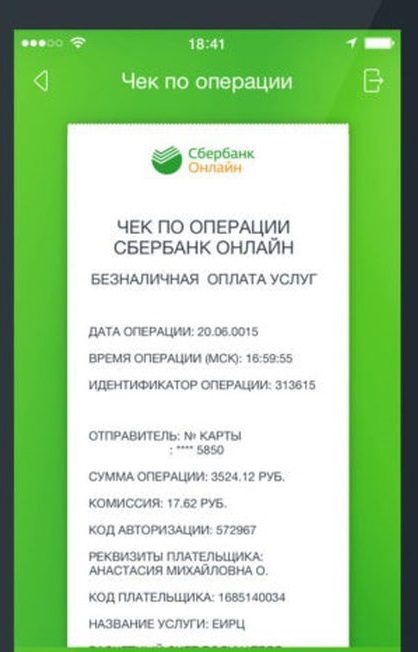 18:41
Чек по операции
Сбербанк
Онлайн
ЧЕК ПО ОПЕРАЦИИ
СБЕРБАНК ОНЛАЙН
БЕЗНАЛИЧНАЯ ОПЛАТА УСЛУГ
ДАТА ОПЕРАЦИИ: 20.06.0015
ВРЕМЯ ОПЕРАЦИИ (МСК): 16:59:55
ИДЕНТИФИКАТОР ОПЕРАЦИИ: 313615
ОТПРАВИТЕЛЬ: № КАРТЫ
: **** 5850
СУММА ОПЕРАЦИИ: 3524.12 РУБ.
КОМИССИЯ: 17.62 РУБ.
КОД АВТОРИЗАЦИИ: 572967
РЕКВИЗИТЫ ПЛАТЕЛЬЩИКА:
АНАСТАСИЯ МИХАЙЛОВНА О.
КОД ПЛАТЕЛЬЩИКА: 1685140034
НАЗВАНИЕ УСЛУГИ: ЕИРЦ